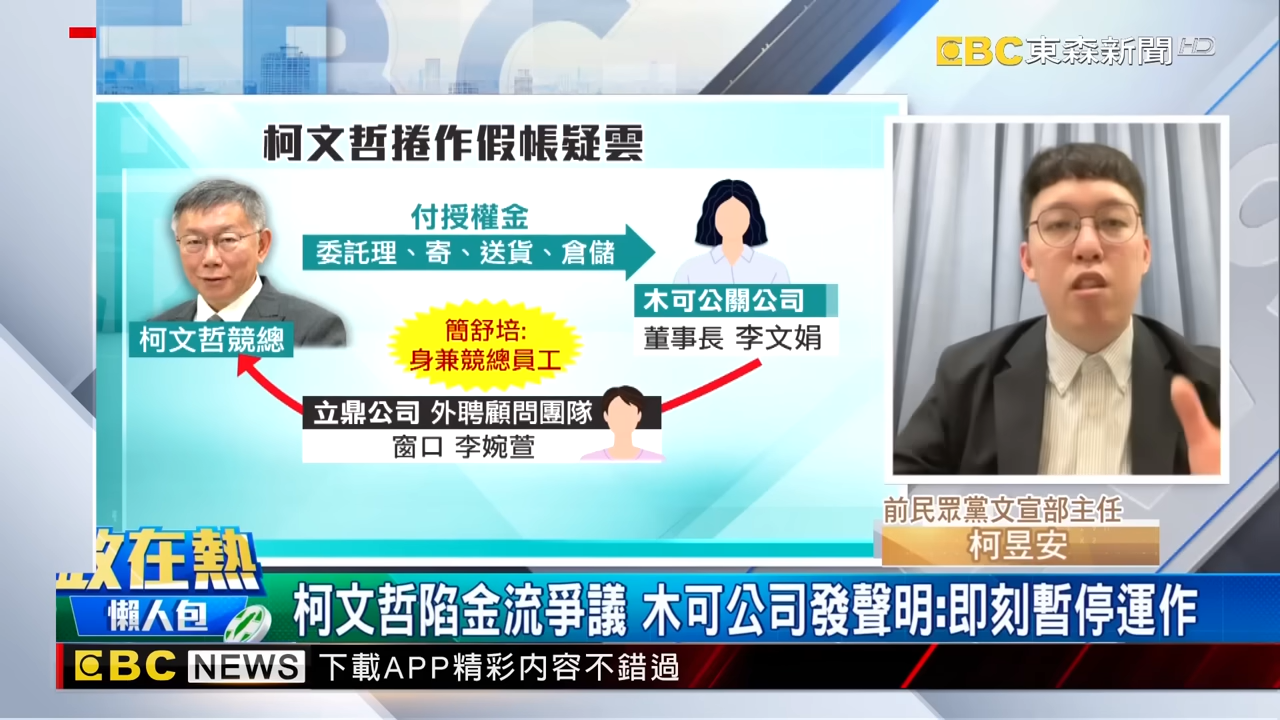 EBC東森新聞HD
柯文哲捲作假帳疑雲
付授權金
委託理、寄、送貨、倉儲
木可公關公司
董事長 李文娟
柯文哲競總
簡舒培:
身兼競總員工
立鼎公司 外聘顧問團隊
窗口 李婉萱
前民眾黨文宣部主任
柯昱安
政在熱
懶人包
柯文哲陷金流爭議 木可公司發聲明:即刻暫停運作
EBC NEWS 下載APP精彩内容不錯過